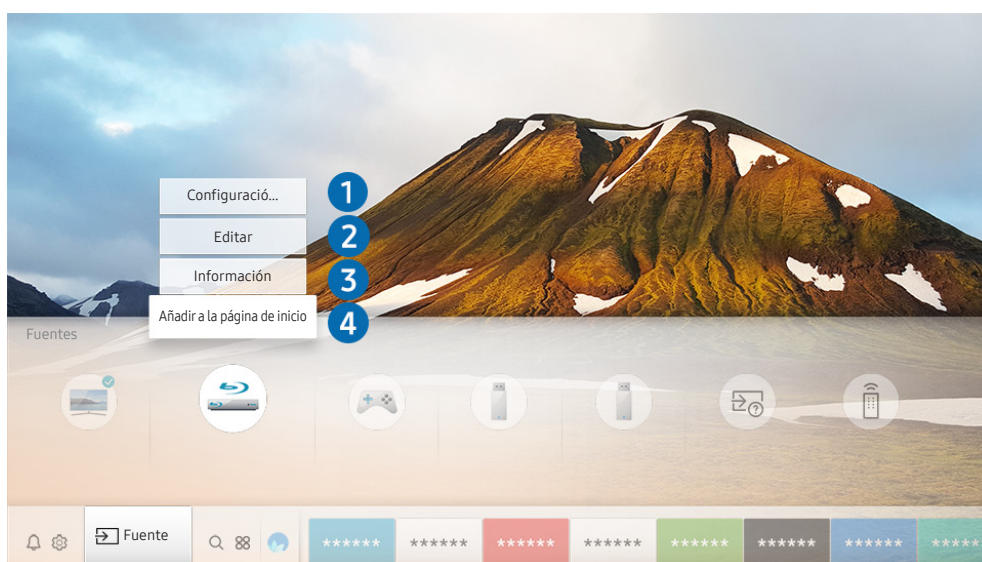 Configuració...
1
Editar
2
Información
3
Añadir a la página de inicio
4
Fuentes
Fuente
******
******
******
******
******
******
******
*****